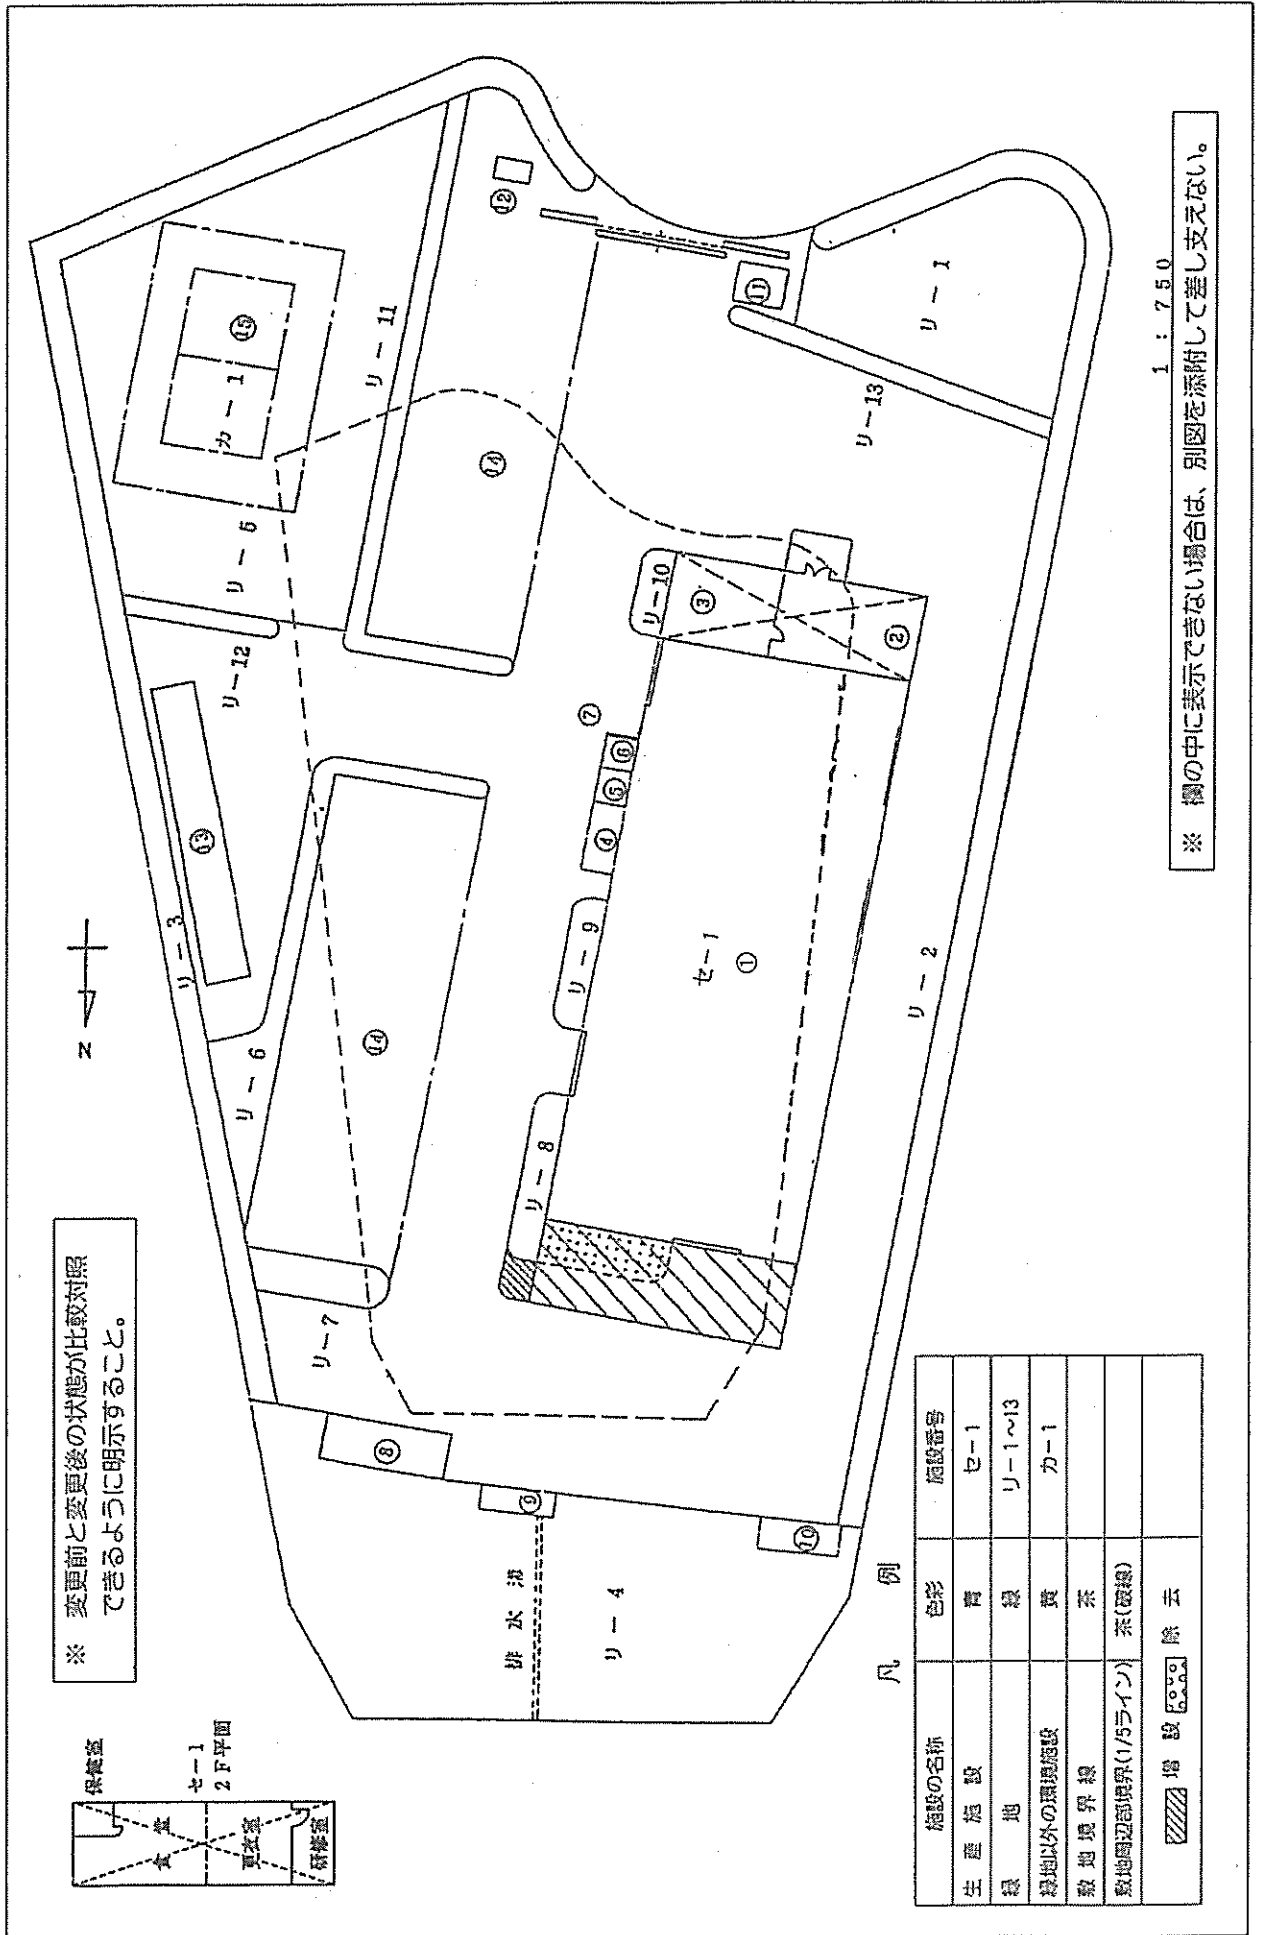 ※ 変更前と変更後の状態が比較対照
できるように明示すること。
保健室
セ－1
2F平面
食 堂
更衣室
研修室
N
リ－3
リ－6
リ－7
⑧
⑨
⑩
排 水 溝
リ－4
⑬
リ－12
リ－6
カ－1
⑮
リ－11
⑫
⑭
⑭
⑪
リ－1
リ－13
リ－10
③
②
⑦
⑥
⑤
④
リ－9
リ－8
セ－1
①
リ－2
1：750
※ 欄の中に表示できない場合は、別図を添附して差し支えない。
凡 例
施設の名称 色彩 施設番号
生 産 施 設 青 セ－1
緑 地 緑 リ－1～13
緑地以外の環境施設 黄 カ－1
敷 地 境 界 線 茶
敷地周辺部境界(1/5ライン) 茶(破線)
増 設 除 去